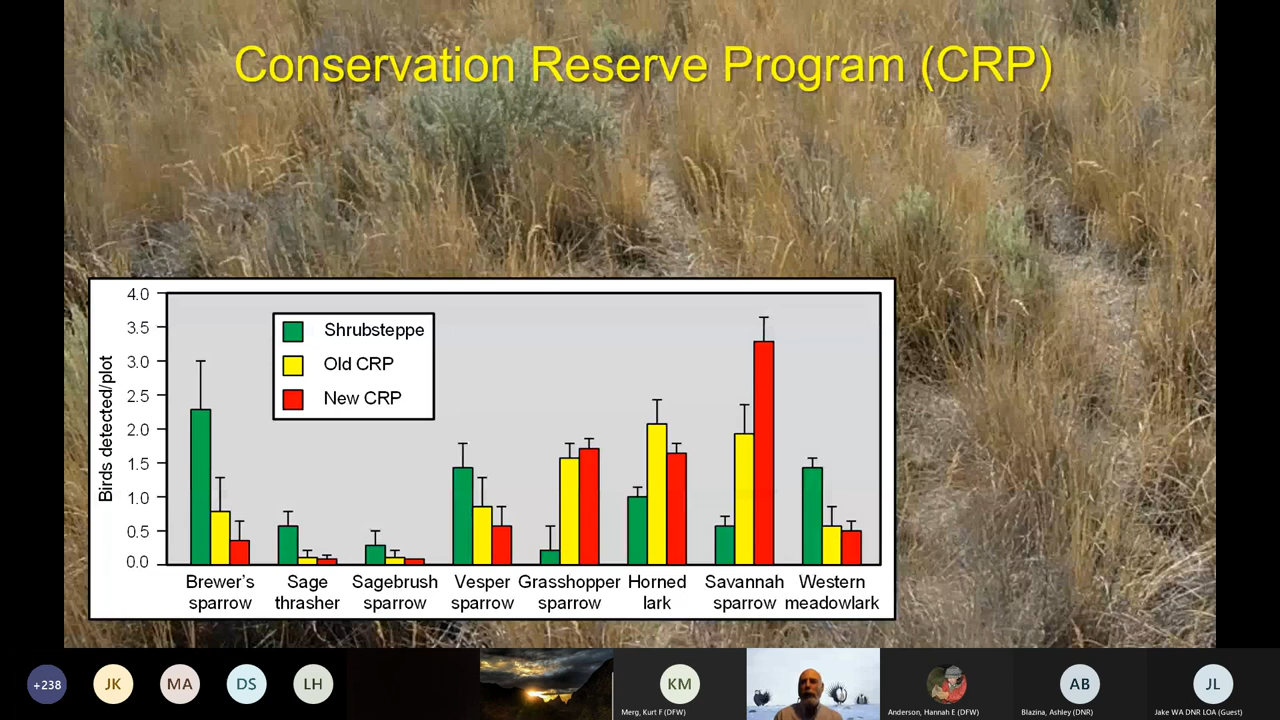 Conservation Reserve Program (CRP)
4.0
3.5
3.0
2.5
2.0
1.5
1.0
0.5
0.0
Birds detected/plot
Shrubsteppe
Old CRP
New CRP
Brewer's
sparrow
Sage
thrasher
Sagebrush
sparrow
Vesper
sparrow
Grasshopper
sparrow
Horned
lark
Savannah
sparrow
Western
meadowlark
+238
JK
MA
DS
LH
KM
Merg, Kurt F (DFW)
Anderson, Hannah E (DFW)
AB
Blazina, Ashley (DNR)
JL
Jake WA DNR LOA (Guest)